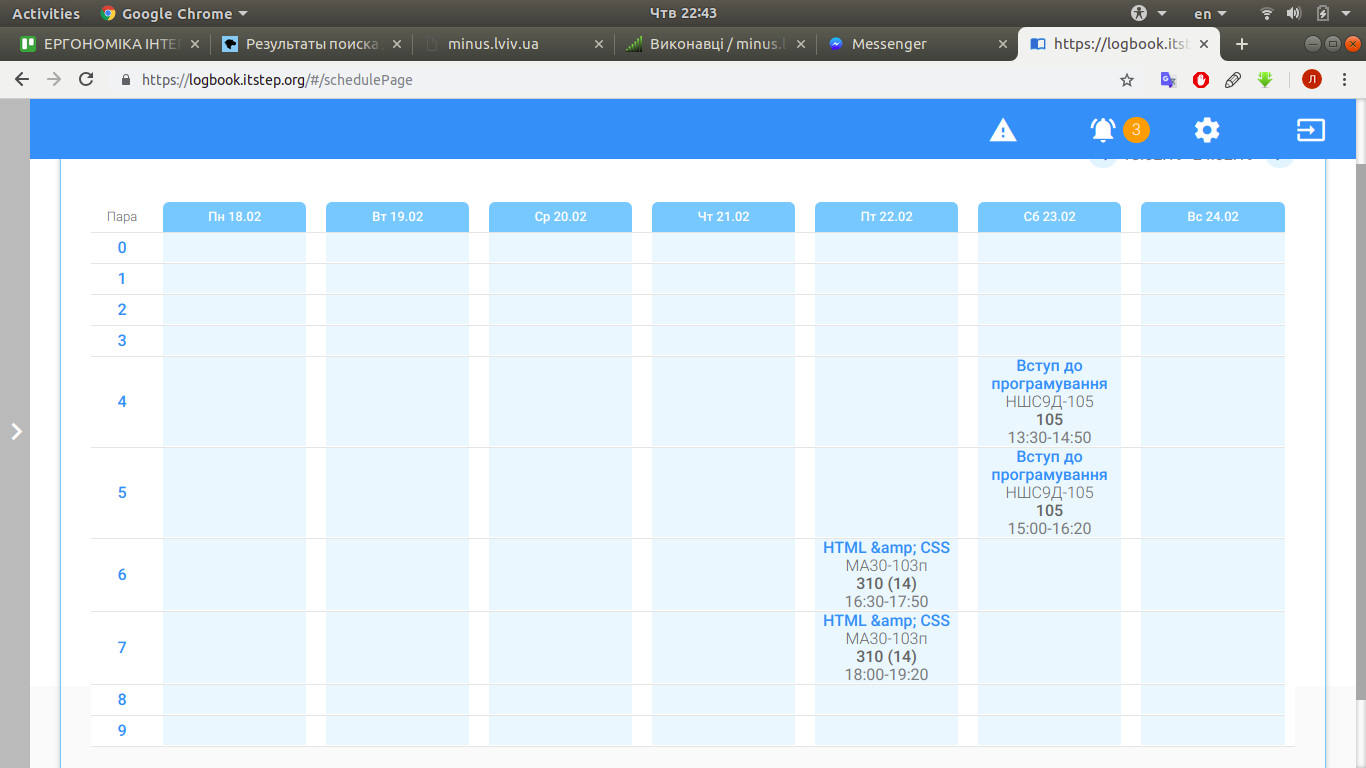 Activities
Google Chrome
Чтв 22:43
en
ЕРГОНОМІКА ІНТЕ
Результаты поиска
minus.lviv.ua
Виконавці / minus.l
Messenger
https://logbook.itste
https://logbook.itstep.org/#/schedulePage
Л
3
Пара
Пн 18.02
Вт 19.02
Ср 20.02
Чт 21.02
Пт 22.02
Сб 23.02
Вс 24.02
0
1
2
3
4
Вступ до
програмування
НШС9Д-105
105
13:30-14:50
5
Вступ до
програмування
НШС9Д-105
105
15:00-16:20
6
HTML &amp; CSS
МА30-103п
310 (14)
16:30-17:50
7
HTML &amp; CSS
МА30-103п
310 (14)
18:00-19:20
8
9